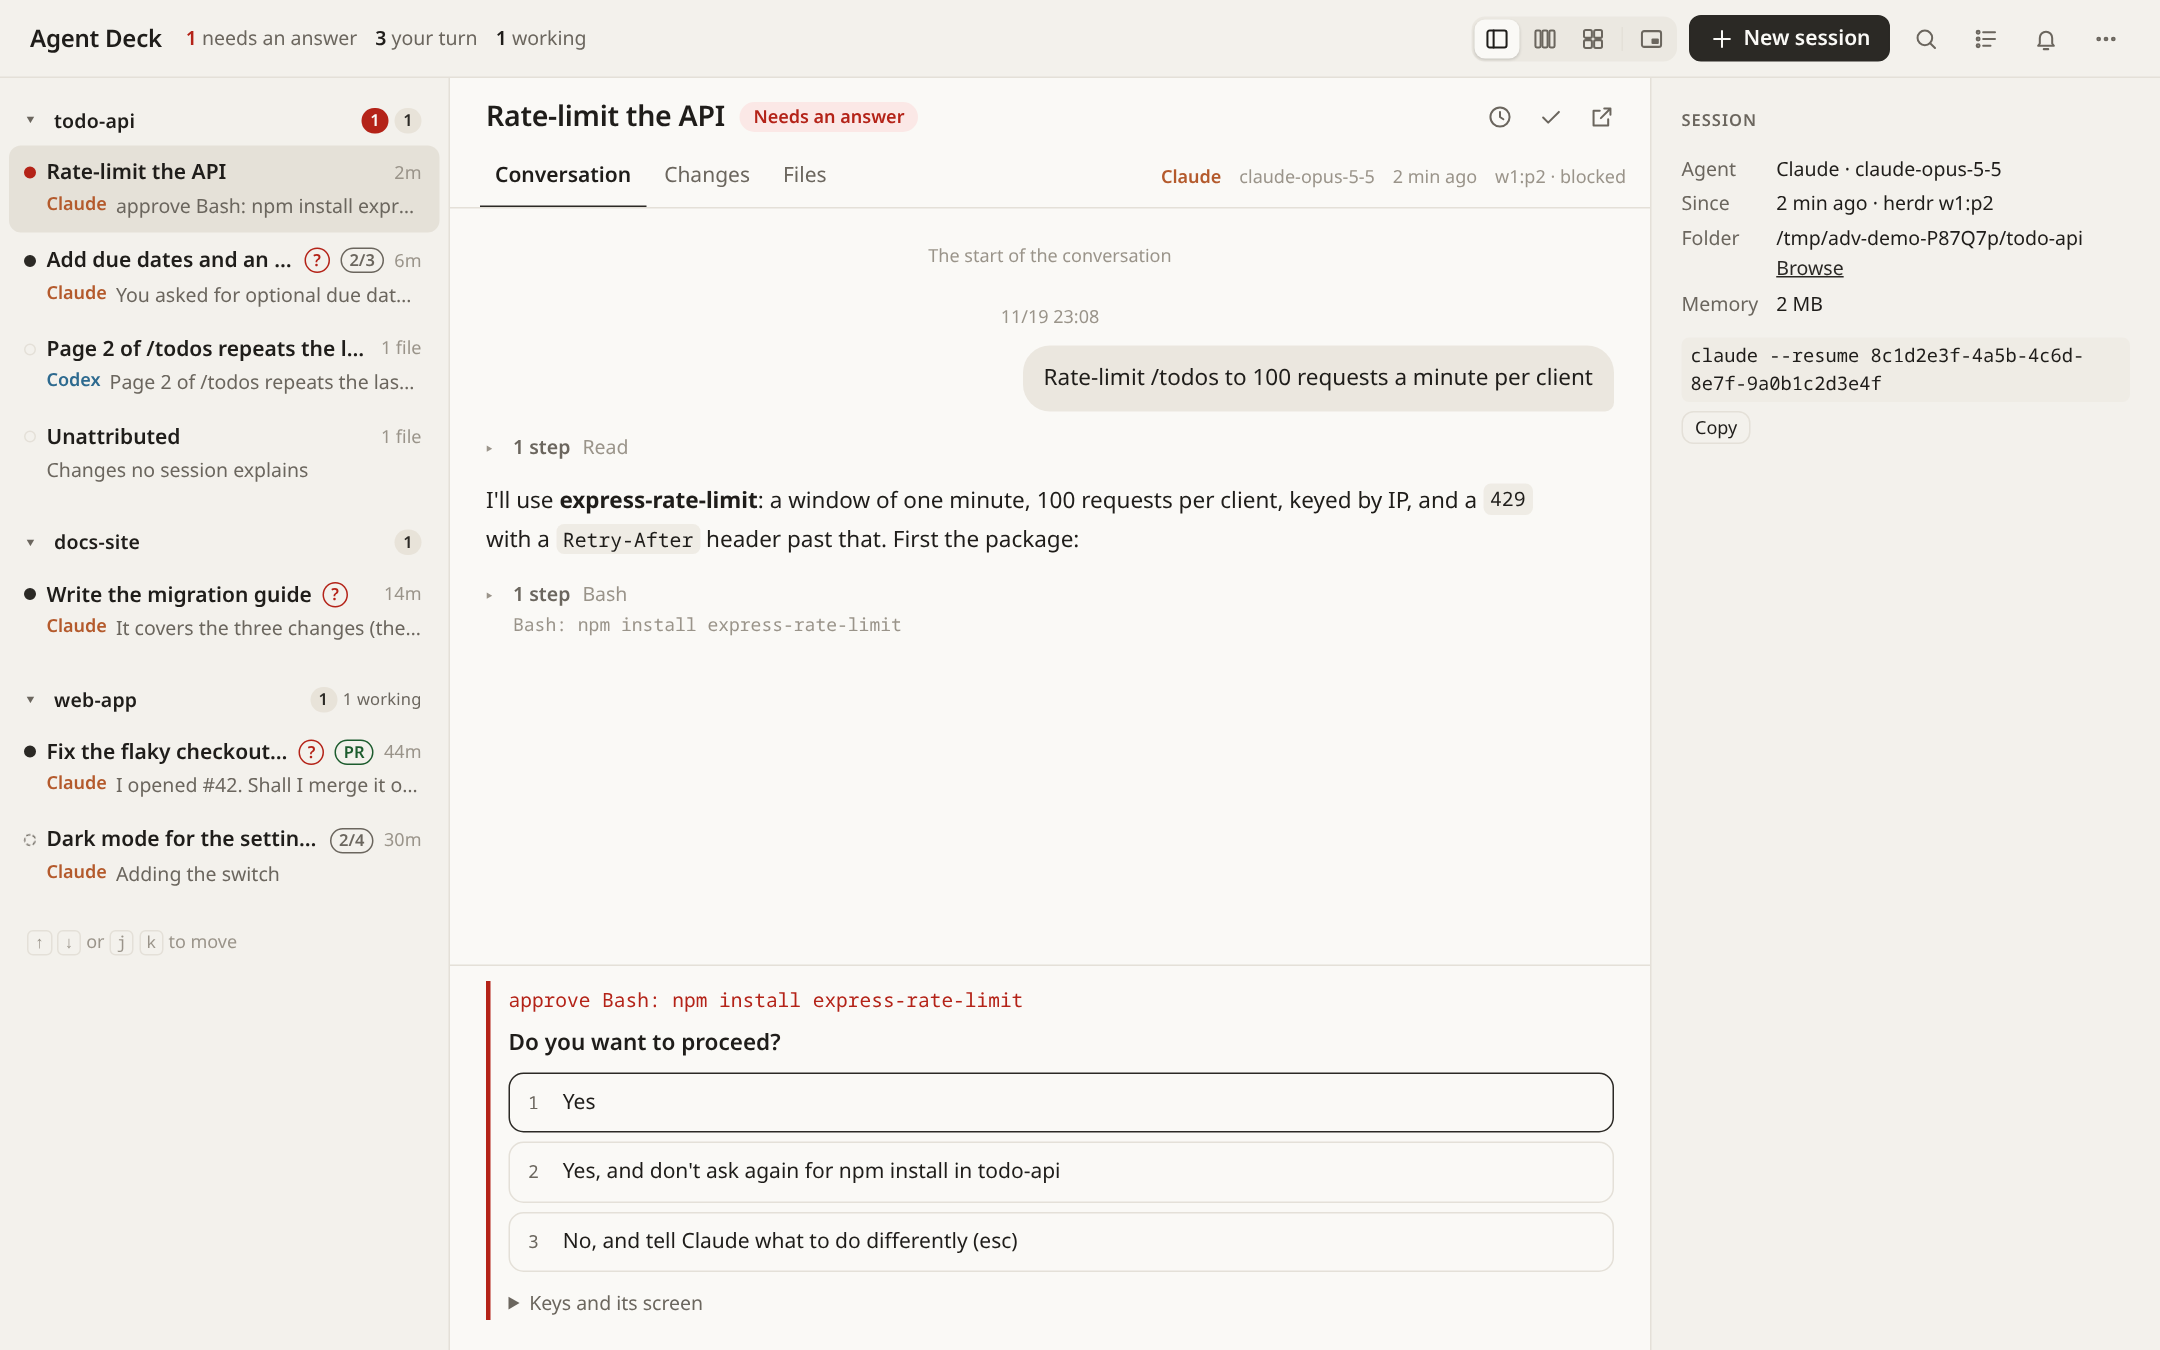 Agent Deck 1 needs an answer 3 your turn 1 working
New session
todo-api 1 1
Rate-limit the API 2m
Claude approve Bash: npm install expr...
Add due dates and an ... ? 2/3 6m
Claude You asked for optional due dat...
Page 2 of /todos repeats the l... 1 file
Codex Page 2 of /todos repeats the las...
Unattributed 1 file
Changes no session explains
docs-site 1
Write the migration guide ? 14m
Claude It covers the three changes (the...
web-app 1 1 working
Fix the flaky checkout... ? PR 44m
Claude I opened #42. Shall I merge it o...
Dark mode for the settin... 2/4 30m
Claude Adding the switch
↑ ↓ or j k to move
Rate-limit the API Needs an answer
Conversation Changes Files Claude claude-opus-5-5 2 min ago w1:p2 · blocked
The start of the conversation
11/19 23:08
Rate-limit /todos to 100 requests a minute per client
1 step Read
I'll use express-rate-limit: a window of one minute, 100 requests per client, keyed by IP, and a 429
with a Retry-After header past that. First the package:
1 step Bash
Bash: npm install express-rate-limit
approve Bash: npm install express-rate-limit
Do you want to proceed?
1 Yes
2 Yes, and don't ask again for npm install in todo-api
3 No, and tell Claude what to do differently (esc)
Keys and its screen
SESSION
Agent Claude · claude-opus-5-5
Since 2 min ago · herdr w1:p2
Folder /tmp/adv-demo-P87Q7p/todo-api
Browse
Memory 2 MB
claude --resume 8c1d2e3f-4a5b-4c6d-
8e7f-9a0b1c2d3e4f
Copy